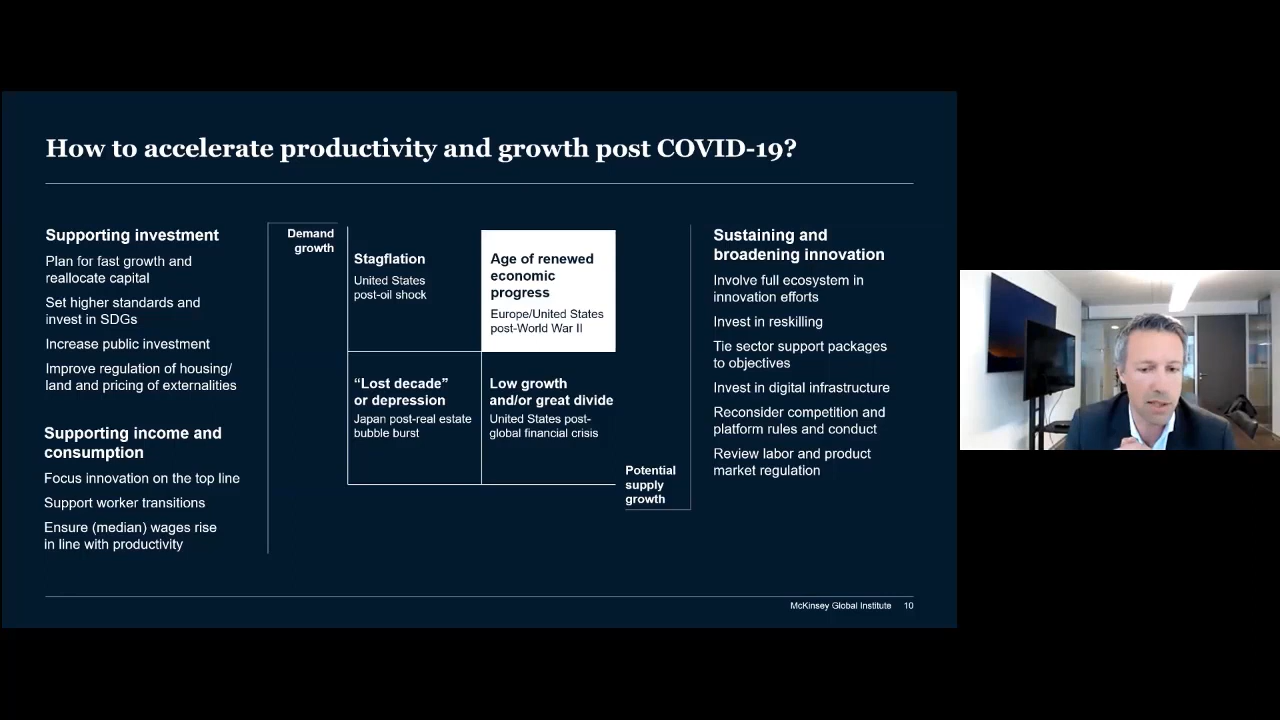 How to accelerate productivity and growth post COVID-19?
Supporting investment
Plan for fast growth and
reallocate capital
Set higher standards and
invest in SDGs
Increase public investment
Improve regulation of housing/
land and pricing of externalities
Supporting income and
consumption
Focus innovation on the top line
Support worker transitions
Ensure (median) wages rise
in line with productivity
Demand
growth
Stagflation
United States
post-oil shock
Age of renewed
economic
progress
Europe/United States
post-World War II
“Lost decade”
or depression
Japan post-real estate
bubble burst
Low growth
and/or great divide
United States post-
global financial crisis
Potential
supply
growth
Sustaining and
broadening innovation
Involve full ecosystem in
innovation efforts
Invest in reskilling
Tie sector support packages
to objectives
Invest in digital infrastructure
Reconsider competition and
platform rules and conduct
Review labor and product
market regulation
McKinsey Global Institute 10